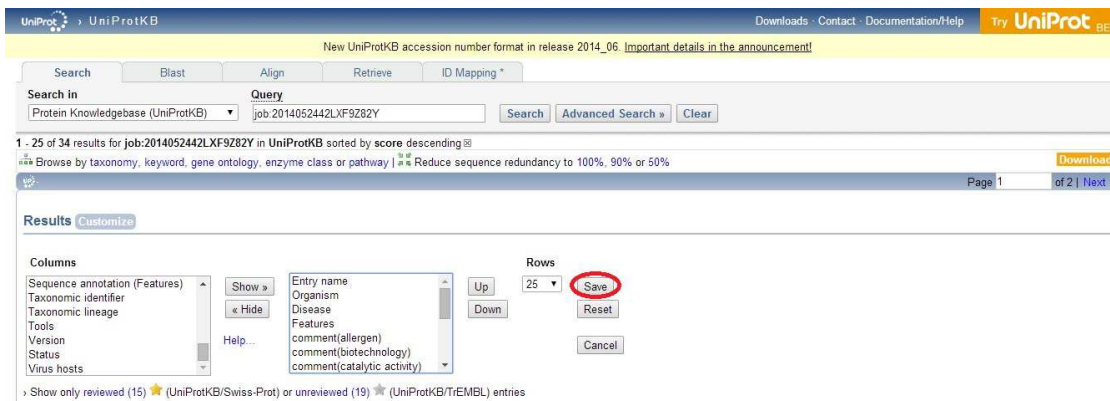 UniProt › UniProtKB Downloads · Contact · Documentation/Help Try UniProt BE
New UniProtKB accession number format in release 2014_06. Important details in the announcement!
Search Blast Align Retrieve ID Mapping *
Search in Query
Protein Knowledgebase (UniProtKB) job:2014052442LXF9Z82Y Search Advanced Search » Clear
1 - 25 of 34 results for job:2014052442LXF9Z82Y in UniProtKB sorted by score descending
Browse by taxonomy, keyword, gene ontology, enzyme class or pathway | Reduce sequence redundancy to 100%, 90% or 50% Download
Page 1 of 2 | Next
Results Customize
Columns Rows
Sequence annotation (Features)
Taxonomic identifier
Taxonomic lineage
Tools
Version
Status
Virus hosts
Show »
« Hide
Help...
Entry name
Organism
Disease
Features
comment(allergen)
comment(biotechnology)
comment(catalytic activity)
Up
Down
25
Save
Reset
Cancel
› Show only reviewed (15) (UniProtKB/Swiss-Prot) or unreviewed (19) (UniProtKB/TrEMBL) entries